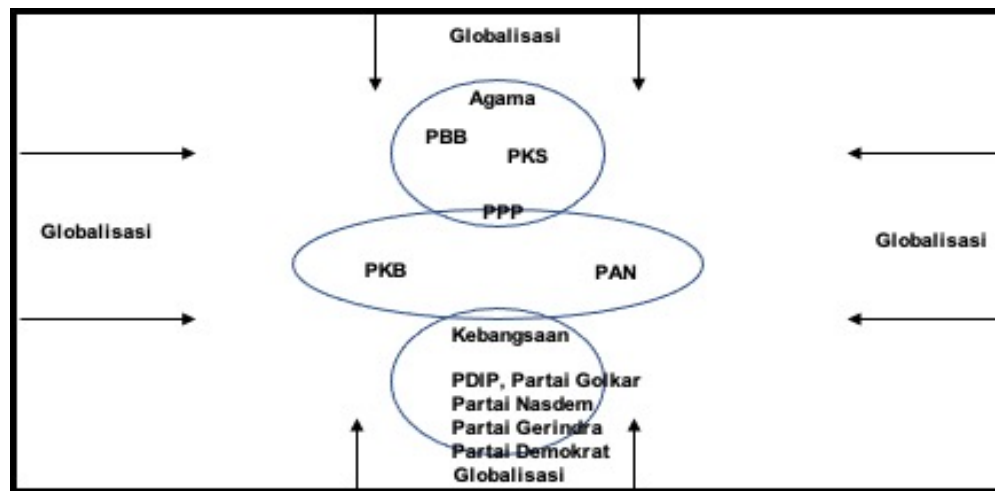 Globalisasi
Agama
PBB
PKS
PPP
Globalisasi
Globalisasi
PKB
PAN
Kebangsaan
PDIP, Partai Golkar
Partai Nasdem
Partai Gerindra
Partai Demokrat
Globalisasi